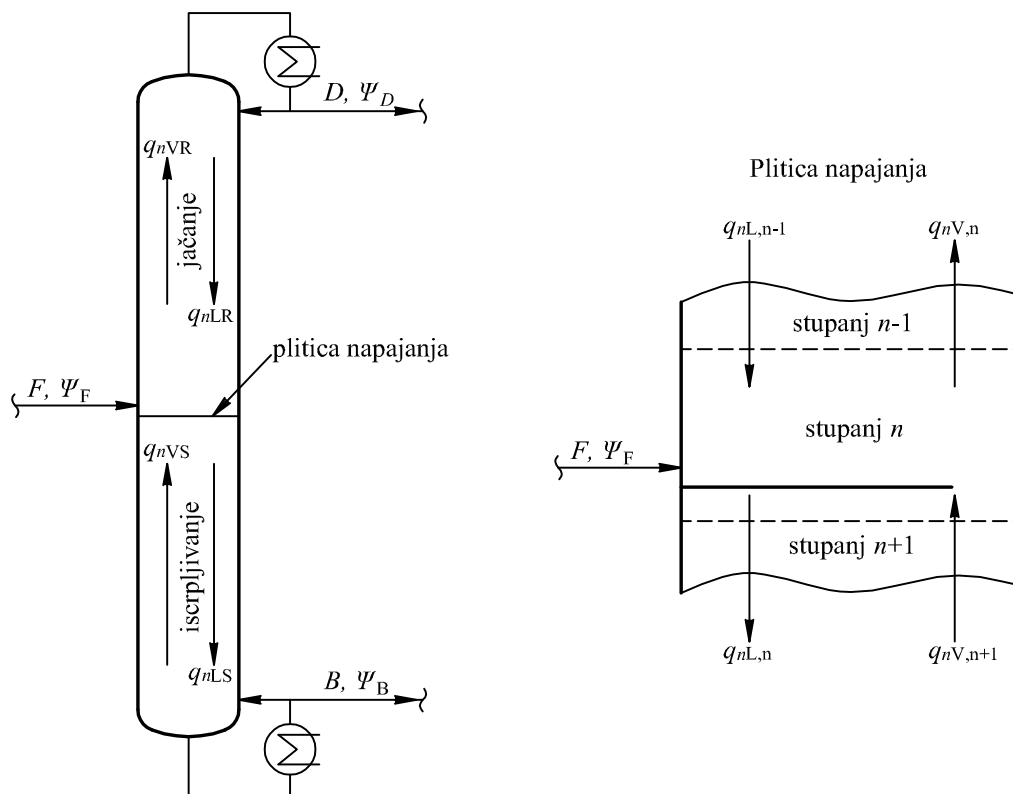 D, Ψ_D
q_nVR
jačanje
q_nLR
plitica napajanja
F, Ψ_F
q_nVS
iscrpljivanje
q_nLS
B, Ψ_B
Plitica napajanja
q_nL,n-1
q_nV,n
stupanj n-1
stupanj n
F, Ψ_F
stupanj n+1
q_nL,n
q_nV,n+1